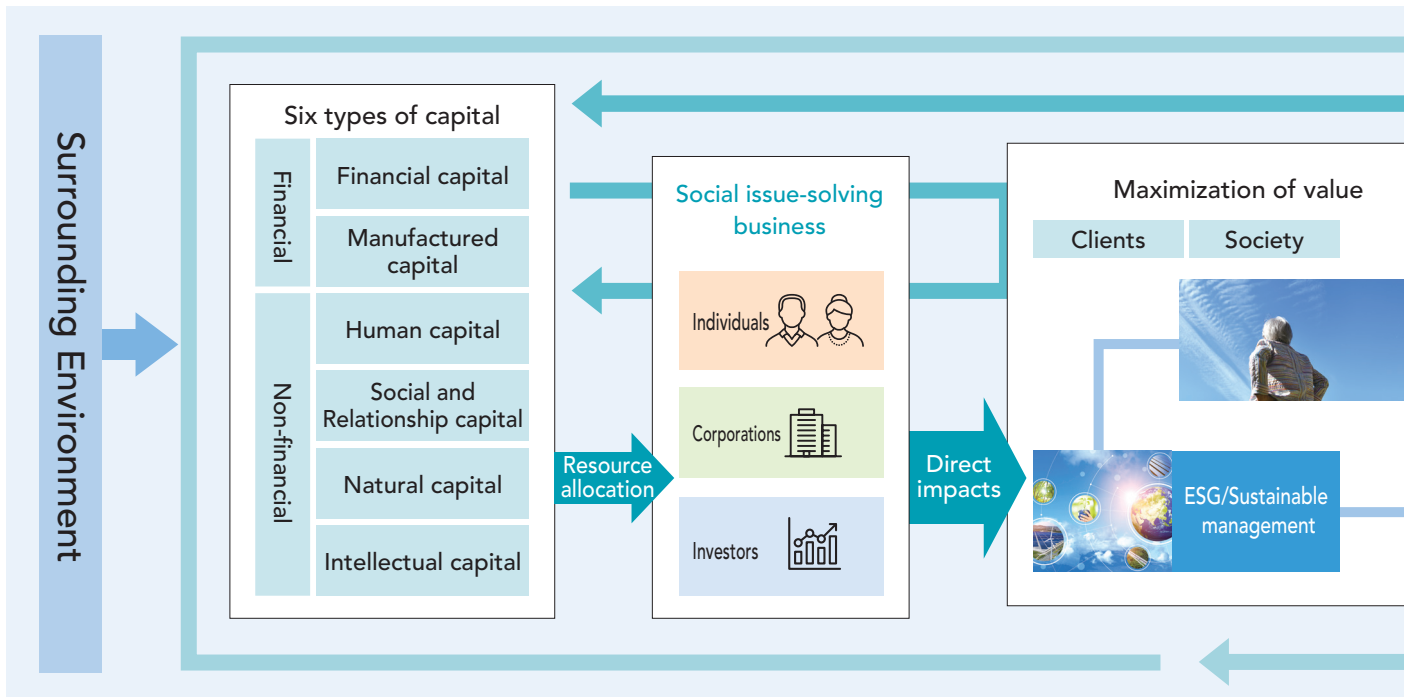 Surrounding Environment
Six types of capital
Financial
Financial capital
Manufactured
capital
Non-financial
Human capital
Social and
Relationship capital
Natural capital
Intellectual capital
Resource
allocation
Social issue-solving
business
Individuals
Corporations
Investors
Direct
impacts
Maximization of value
Clients
Society
ESG/Sustainable
management